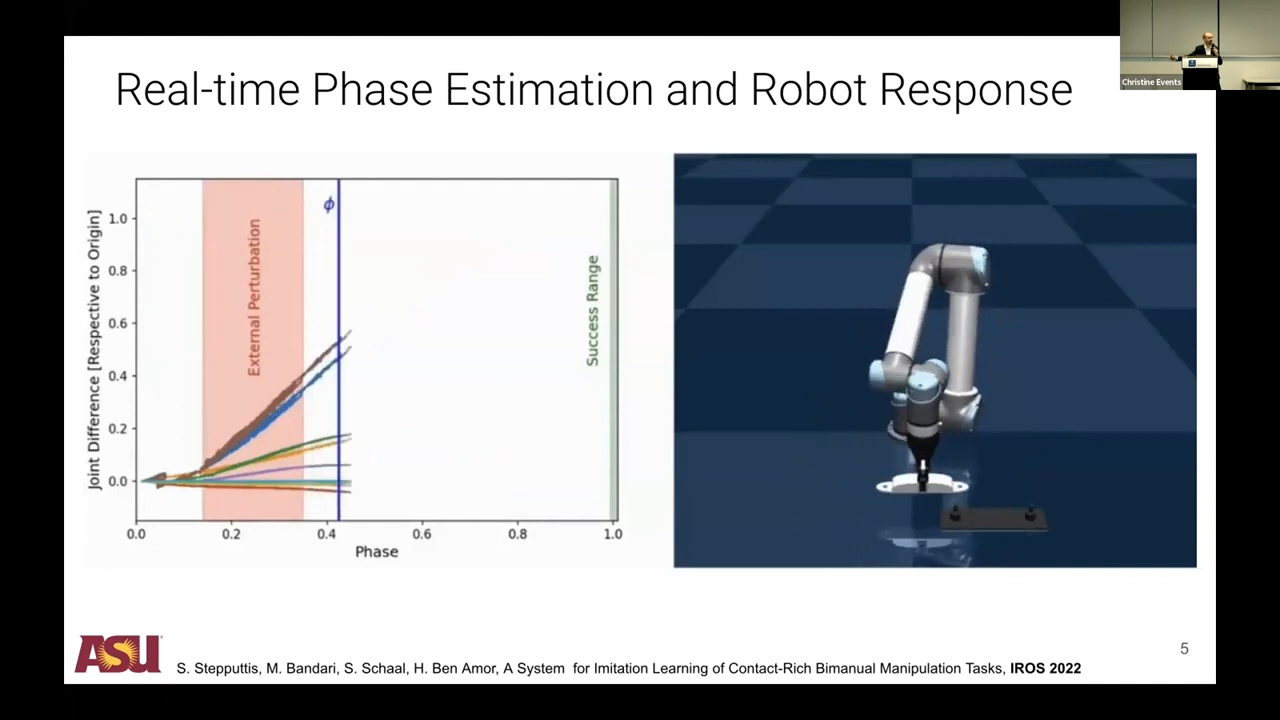 Real-time Phase Estimation and Robot Response
Christine Events
Joint Difference [Respective to Origin]
1.0
0.8
0.6
0.4
0.2
0.0
External Perturbation
ϕ
Success Range
0.0 0.2 0.4 0.6 0.8 1.0
Phase
5
ASU
S. Stepputtis, M. Bandari, S. Schaal, H. Ben Amor, A System for Imitation Learning of Contact-Rich Bimanual Manipulation Tasks, IROS 2022